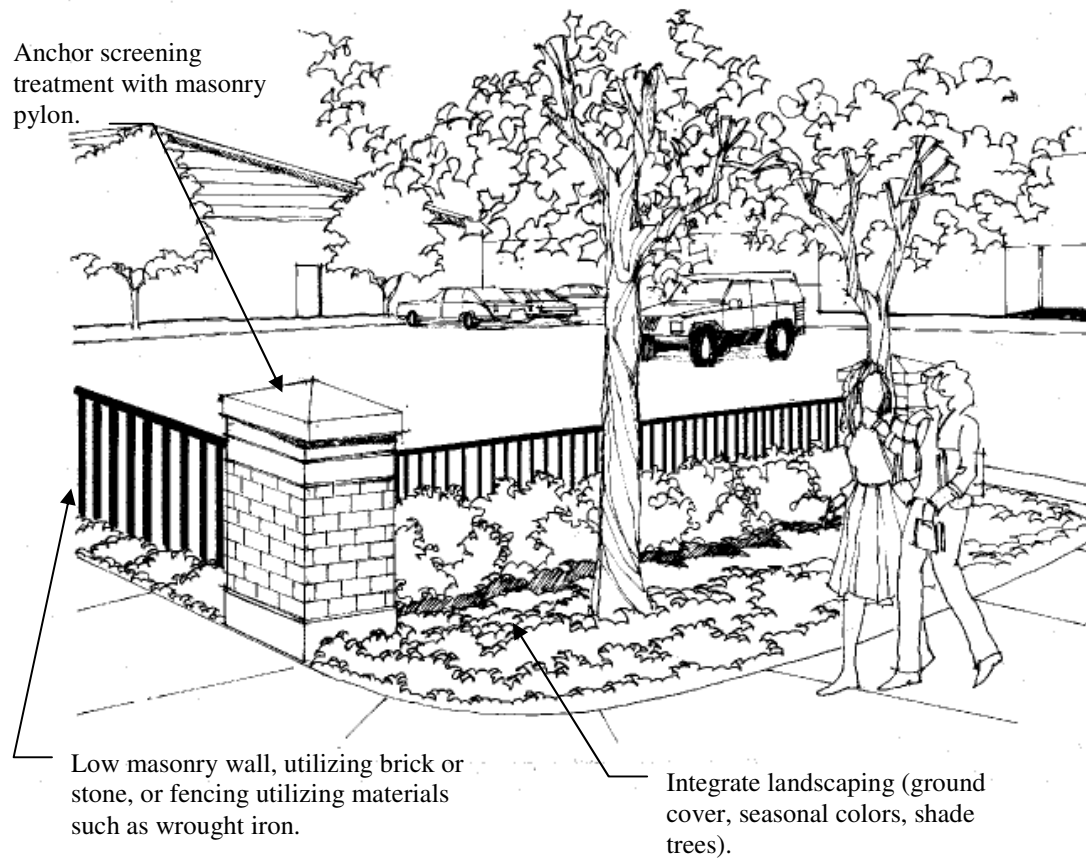 Anchor screening
treatment with masonry
pylon.
Low masonry wall, utilizing brick or
stone, or fencing utilizing materials
such as wrought iron.
Integrate landscaping (ground
cover, seasonal colors, shade
trees).